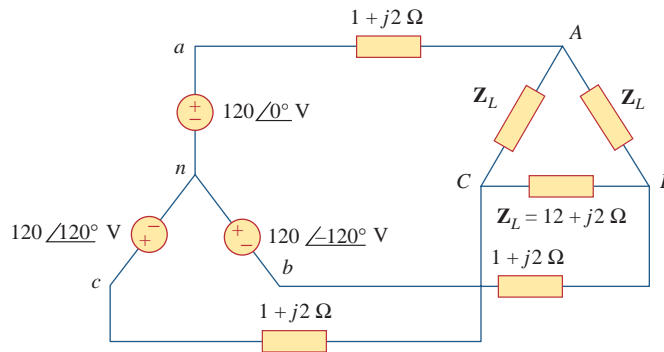 1 + j2 Ω
a
A
+
−
120 /0° V
Z_L
Z_L
n
C
120 /120° V
−
+
+
−
120 /−120° V
Z_L = 12 + j2 Ω
b
1 + j2 Ω
c
1 + j2 Ω